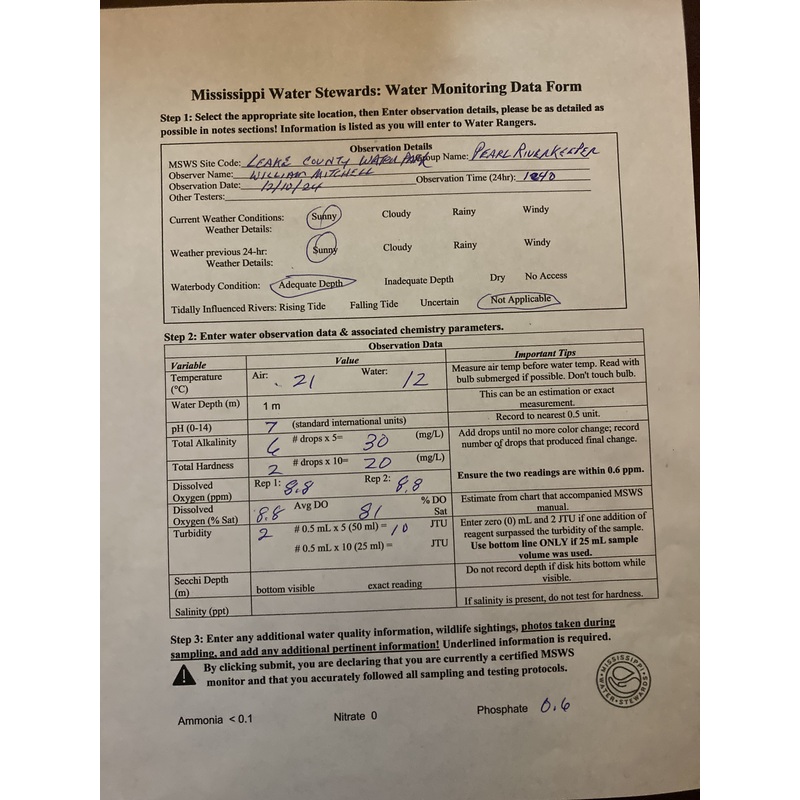 Mississippi Water Stewards: Water Monitoring Data Form
Step 1: Select the appropriate site location, then Enter observation details, please be as detailed as
possible in notes sections! Information is listed as you will enter to Water Rangers.
Observation Details
MSWS Site Code: LEAKE COUNTY WATER PARK Group Name: PEARL RIVERKEEPER
Observer Name: WILLIAM MITCHELL
Observation Date: 12/10/24 Observation Time (24hr):
Other Testers:
Current Weather Conditions: Sunny Cloudy Rainy Windy
Weather Details:
Weather previous 24-hr: Sunny Cloudy Rainy Windy
Weather Details:
Waterbody Condition: Adequate Depth Inadequate Depth Dry No Access
Tidally Influenced Rivers: Rising Tide Falling Tide Uncertain Not Applicable
Step 2: Enter water observation data & associated chemistry parameters.
Observation Data
Variable Value Important Tips
Temperature (°C) Air: 21 Water: 12 Measure air temp before water temp. Read with
bulb submerged if possible. Don't touch bulb.
Water Depth (m) 1 m This can be an estimation or exact
measurement.
pH (0-14) 7 (standard international units) Record to nearest 0.5 unit.
Total Alkalinity 6 # drops x 5= 30 (mg/L) Add drops until no more color change; record
number of drops that produced final change.
Total Hardness 2 # drops x 10= 20 (mg/L)
Dissolved Oxygen (ppm) Rep 1: 8.8 Rep 2: 8.8 Ensure the two readings are within 0.6 ppm.
Dissolved Oxygen (% Sat) 8.8 Avg DO 81 % DO Sat Estimate from chart that accompanied MSWS
manual.
Turbidity 2 # 0.5 mL x 5 (50 ml) = 10 JTU Enter zero (0) mL and 2 JTU if one addition of
reagent surpassed the turbidity of the sample.
# 0.5 mL x 10 (25 ml) = JTU Use bottom line ONLY if 25 mL sample
volume was used.
Secchi Depth (m) bottom visible exact reading Do not record depth if disk hits bottom while
visible.
Salinity (ppt) If salinity is present, do not test for hardness.
Step 3: Enter any additional water quality information, wildlife sightings, photos taken during
sampling, and add any additional pertinent information! Underlined information is required.
By clicking submit, you are declaring that you are currently a certified MSWS
monitor and that you accurately followed all sampling and testing protocols.
MISSISSIPPI WATER STEWARDS
Ammonia < 0.1 Nitrate 0 Phosphate 0.6